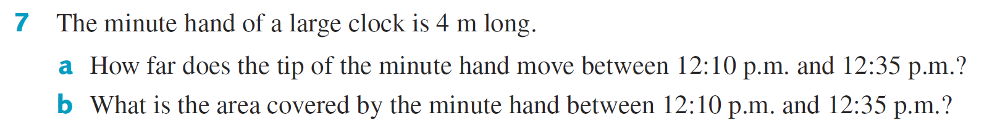 7 The minute hand of a large clock is 4 m long.
a How far does the tip of the minute hand move between 12:10 p.m. and 12:35 p.m.?
b What is the area covered by the minute hand between 12:10 p.m. and 12:35 p.m.?